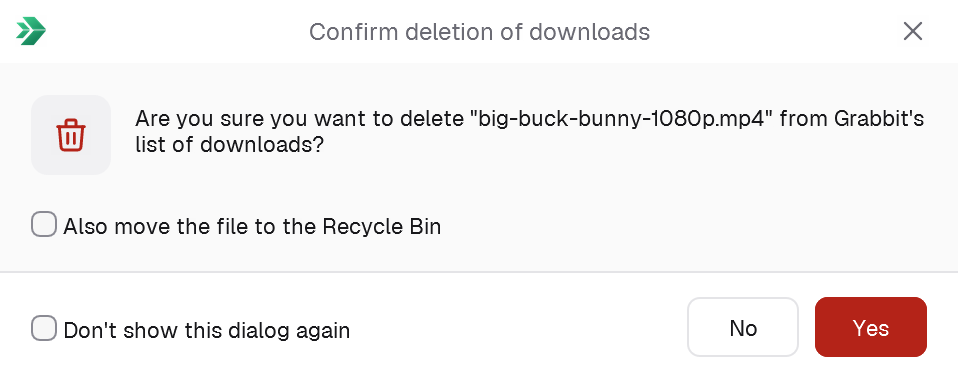 Confirm deletion of downloads
Are you sure you want to delete "big-buck-bunny-1080p.mp4" from Grabbit's
list of downloads?
Also move the file to the Recycle Bin
Don't show this dialog again
No
Yes